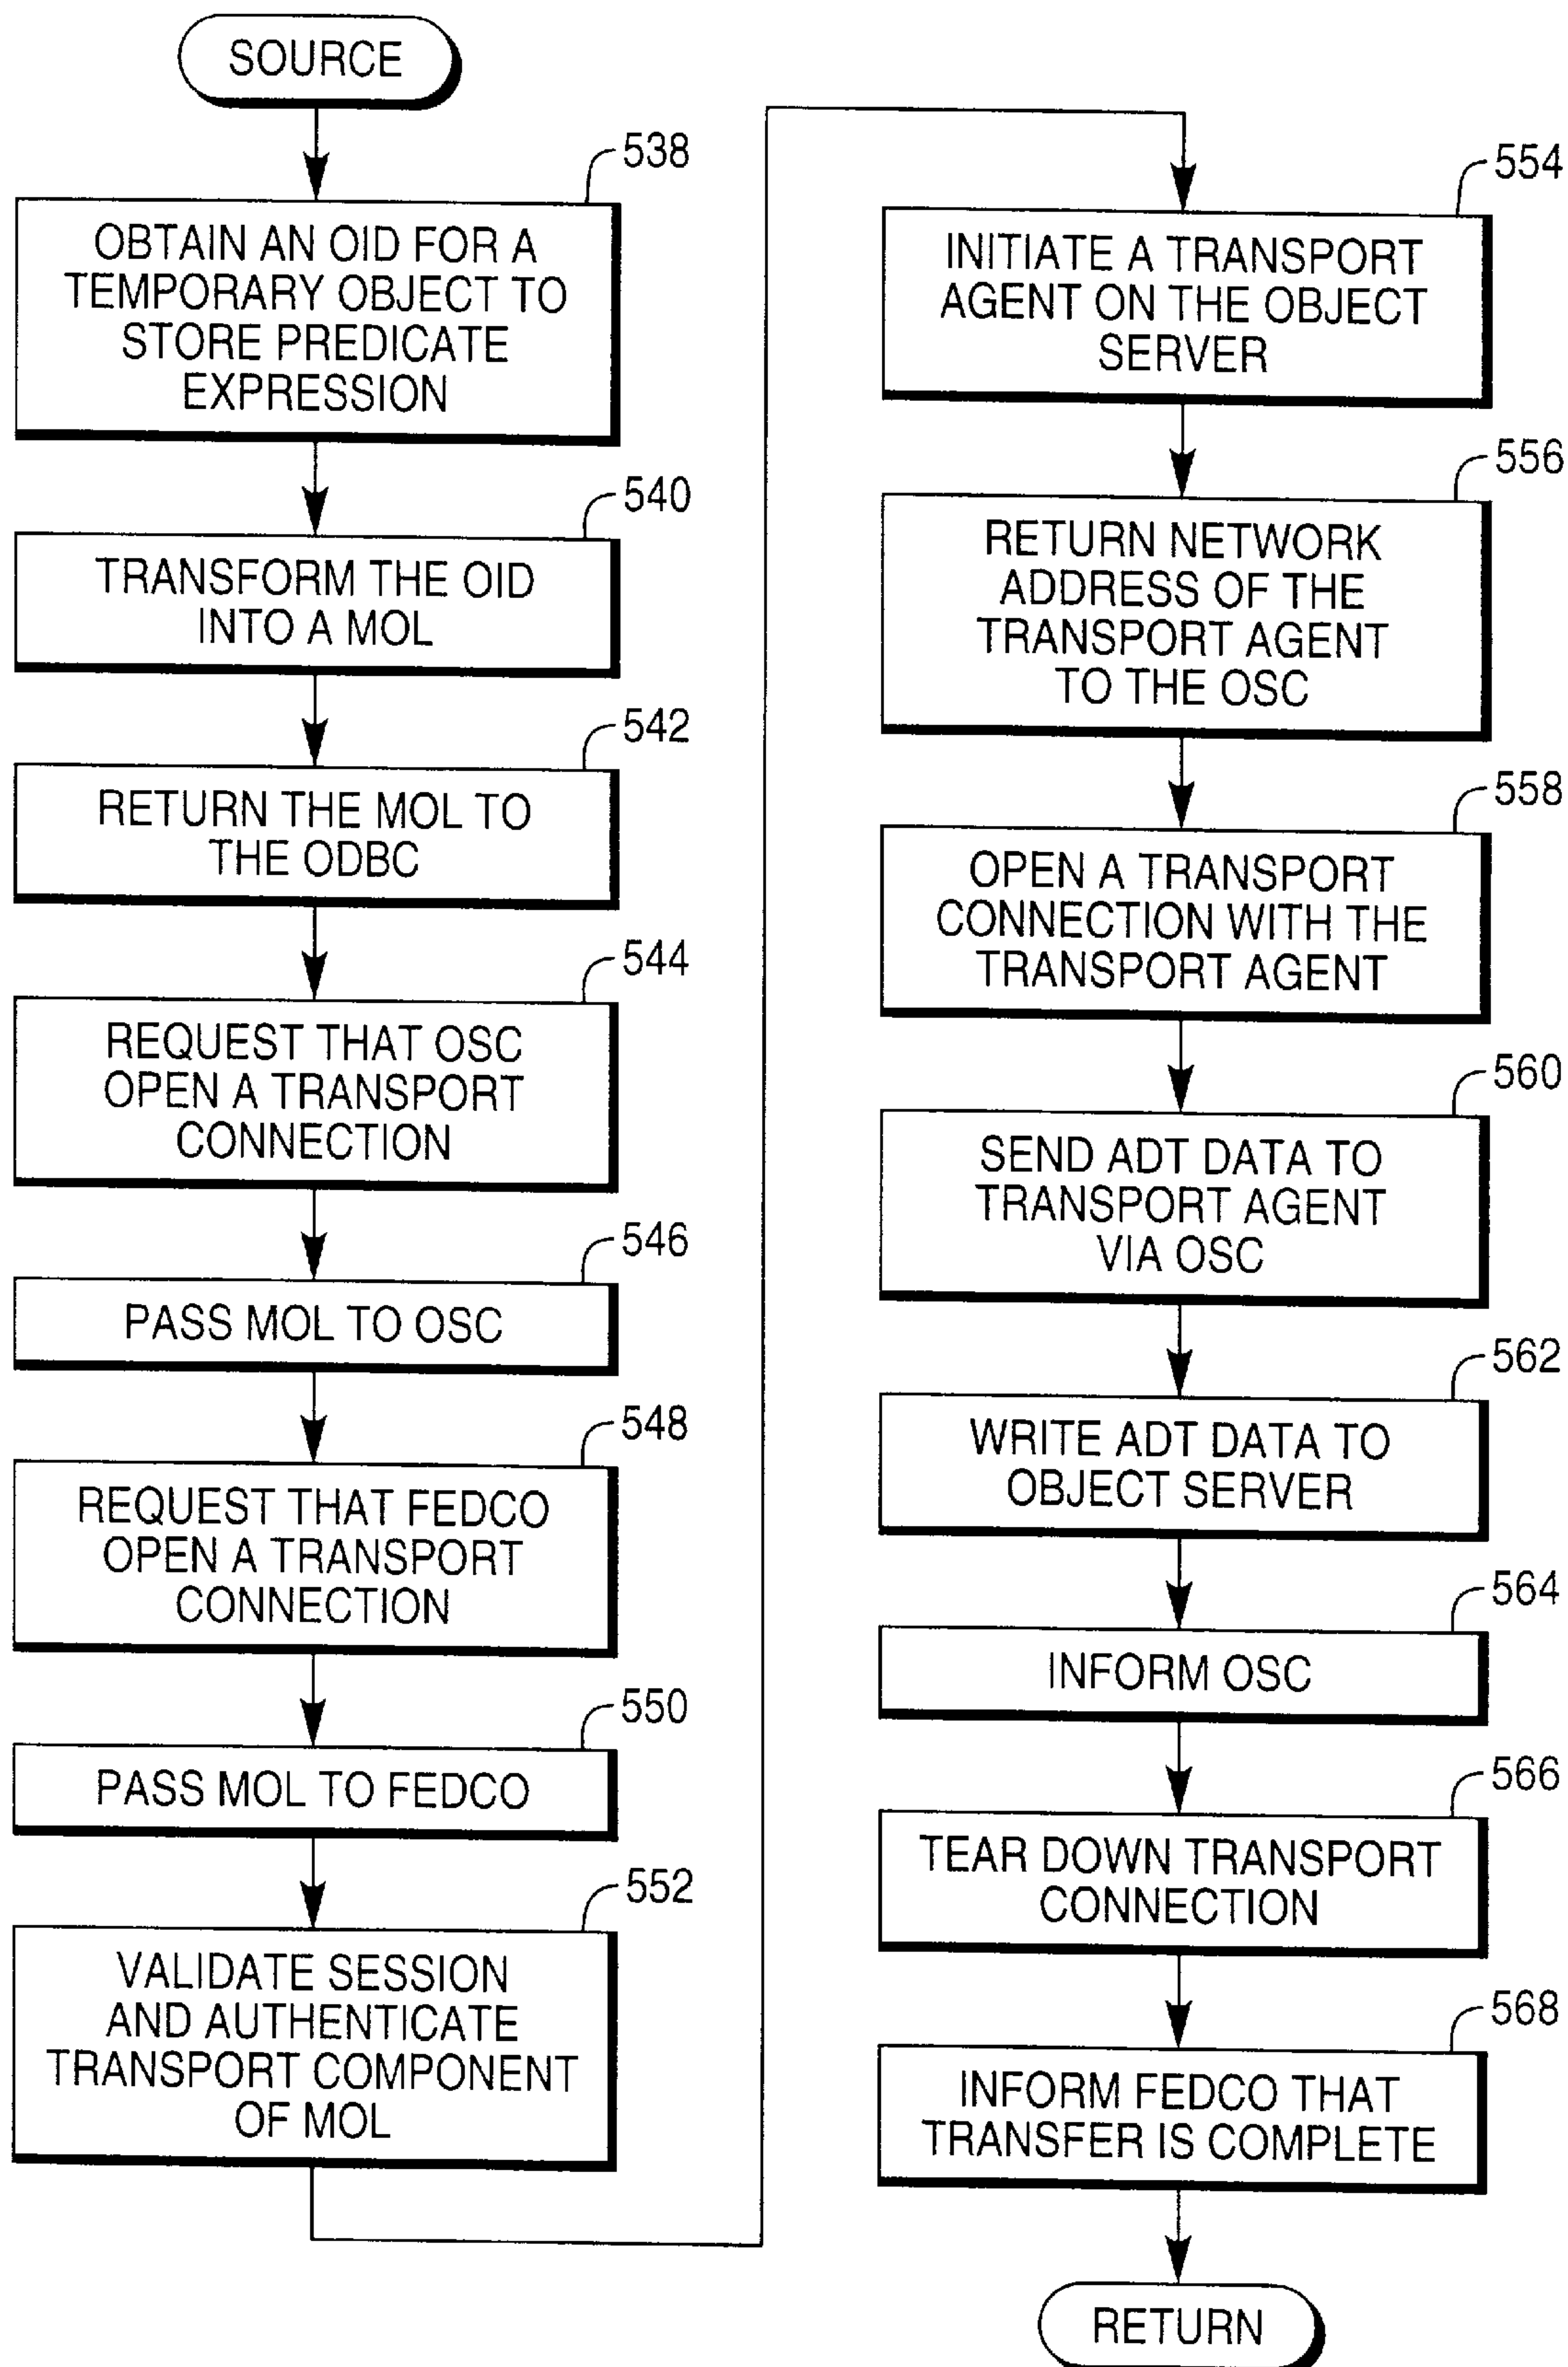 SOURCE
538
OBTAIN AN OID FOR A
TEMPORARY OBJECT TO
STORE PREDICATE
EXPRESSION
540
TRANSFORM THE OID
INTO A MOL
542
RETURN THE MOL TO
THE ODBC
544
REQUEST THAT OSC
OPEN A TRANSPORT
CONNECTION
546
PASS MOL TO OSC
548
REQUEST THAT FEDCO
OPEN A TRANSPORT
CONNECTION
550
PASS MOL TO FEDCO
552
VALIDATE SESSION
AND AUTHENTICATE
TRANSPORT COMPONENT
OF MOL
554
INITIATE A TRANSPORT
AGENT ON THE OBJECT
SERVER
556
RETURN NETWORK
ADDRESS OF THE
TRANSPORT AGENT
TO THE OSC
558
OPEN A TRANSPORT
CONNECTION WITH THE
TRANSPORT AGENT
560
SEND ADT DATA TO
TRANSPORT AGENT
VIA OSC
562
WRITE ADT DATA TO
OBJECT SERVER
564
INFORM OSC
566
TEAR DOWN TRANSPORT
CONNECTION
568
INFORM FEDCO THAT
TRANSFER IS COMPLETE
RETURN